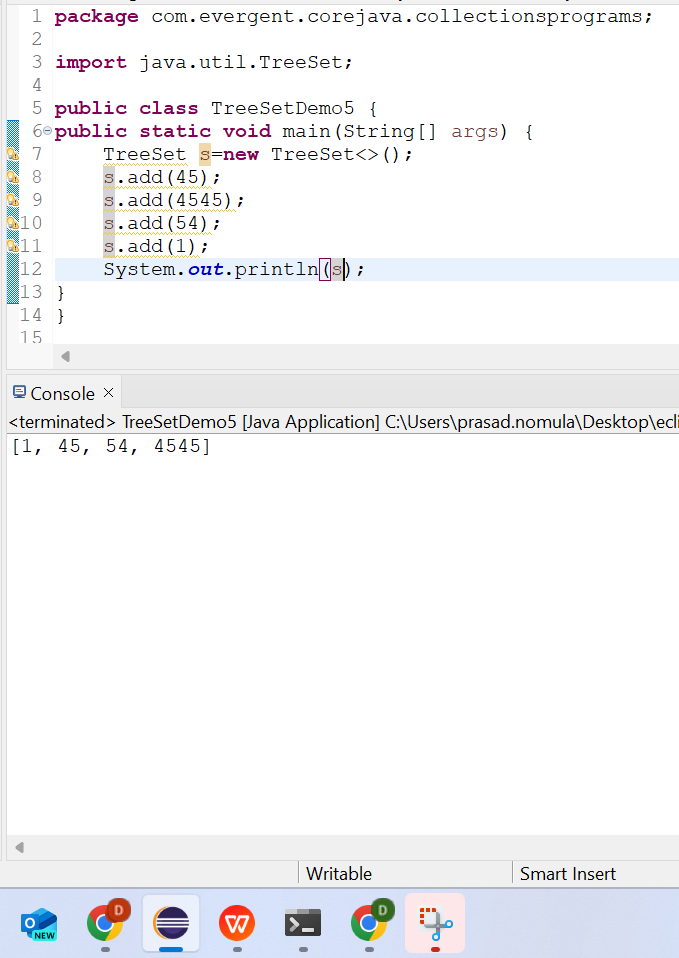 1 package com.evergent.corejava.collectionsprograms;
2
3 import java.util.TreeSet;
4
5 public class TreeSetDemo5 {
6 public static void main(String[] args) {
7 TreeSet s=new TreeSet<>();
8 s.add(45);
9 s.add(4545);
10 s.add(54);
11 s.add(1);
12 System.out.println(s);
13 }
14 }
15
Console
<terminated> TreeSetDemo5 [Java Application] C:\Users\prasad.nomula\Desktop\ecli
[1, 45, 54, 4545]
Writable Smart Insert
O NEW D W >_ D